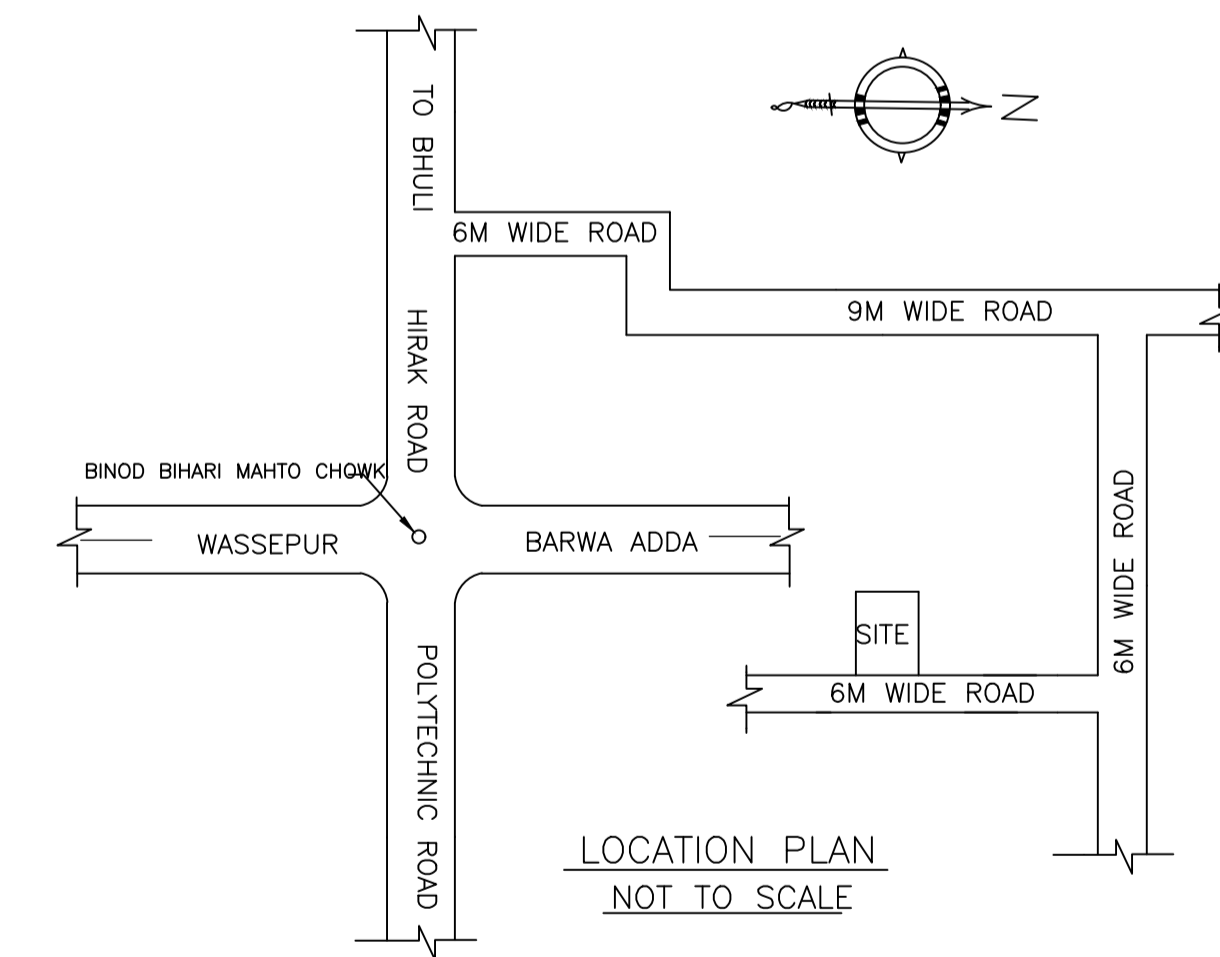 TO BHULI
N
6M WIDE ROAD
9M WIDE ROAD
HIRAK ROAD
BINOD BIHARI MAHTO CHOWK
WASSEPUR
BARWA ADDA
6M WIDE ROAD
SITE
6M WIDE ROAD
POLYTECHNIC ROAD
LOCATION PLAN
NOT TO SCALE